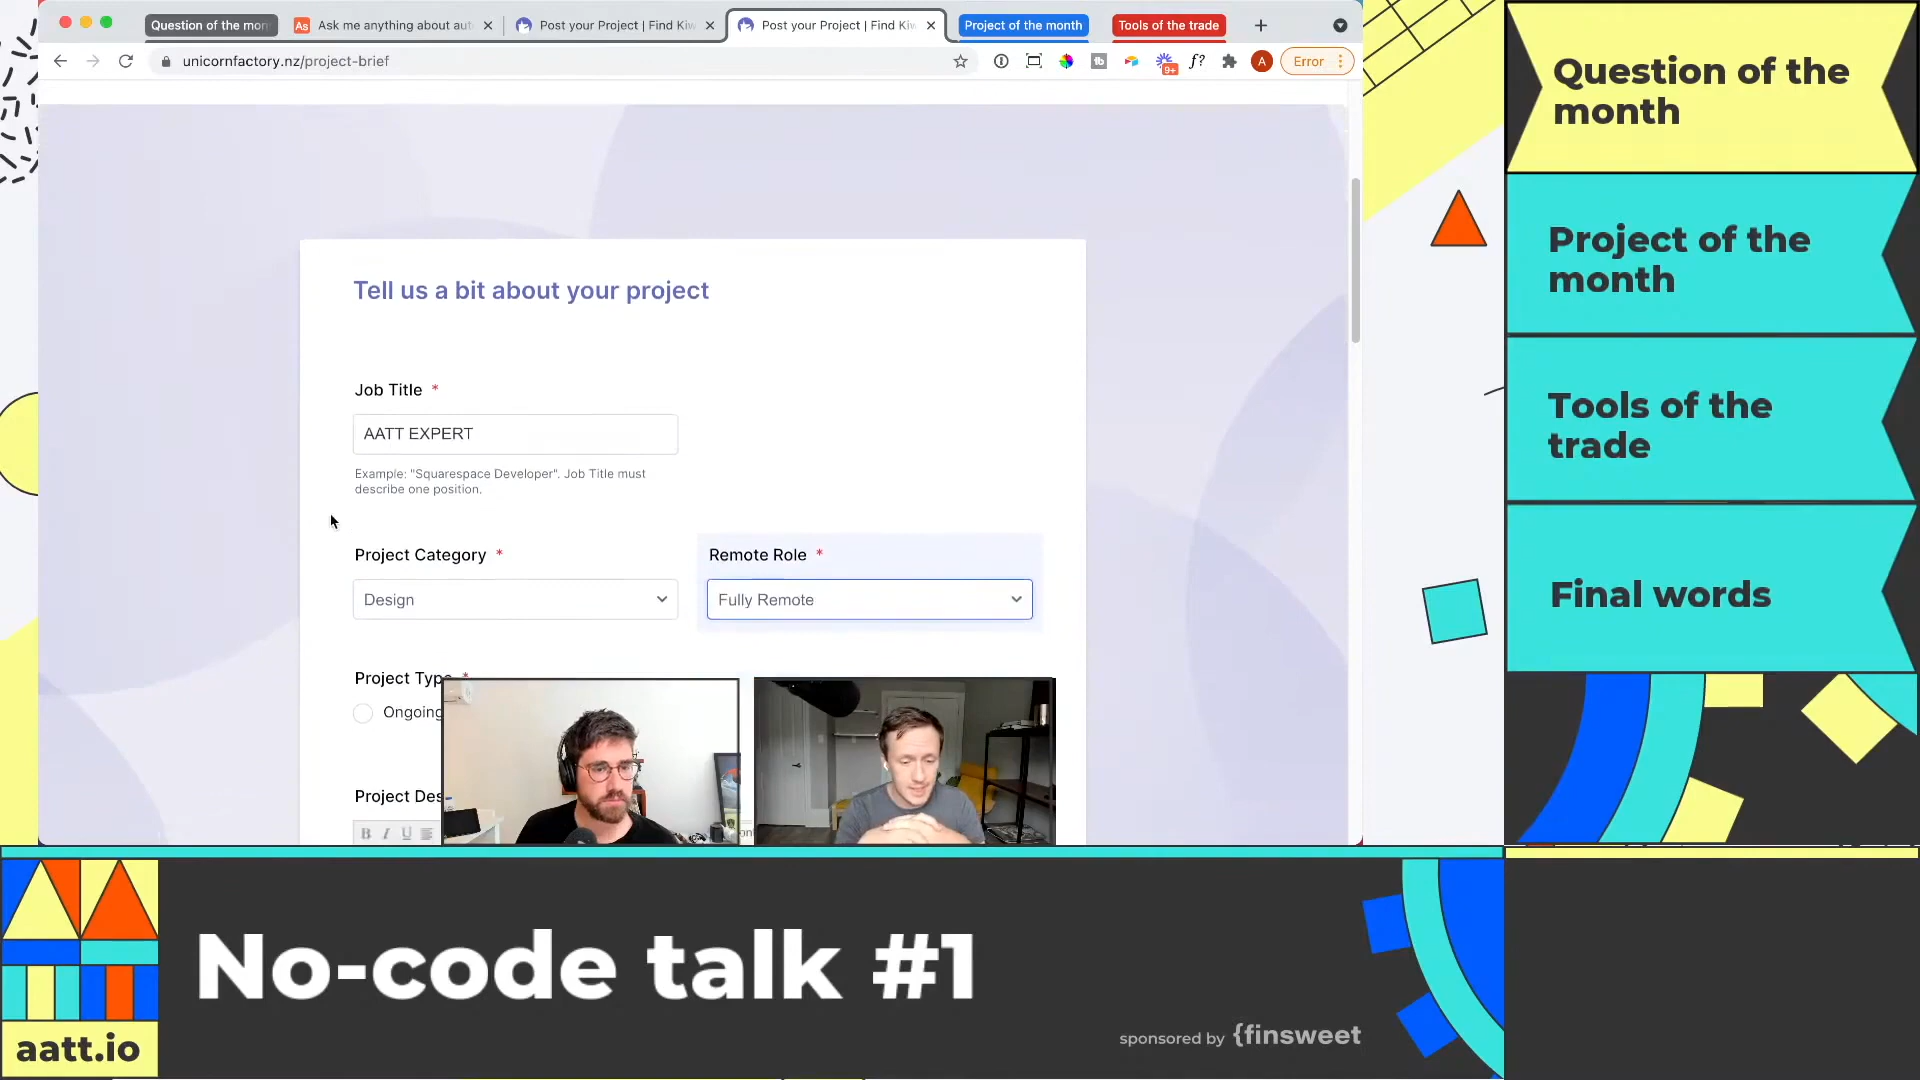 Question of the mon
Ask me anything about aut
Post your Project | Find Kiw
Post your Project | Find Kiw
Project of the month
Tools of the trade
unicornfactory.nz/project-brief
9+
f?
A
Error
Tell us a bit about your project
Job Title *
AATT EXPERT
Example: "Squarespace Developer". Job Title must
describe one position.
Project Category *
Remote Role *
Design
Fully Remote
Project Type *
Ongoing
Project Des
B I U
Question of the
month
Project of the
month
Tools of the
trade
Final words
No-code talk #1
aatt.io
sponsored by {finsweet